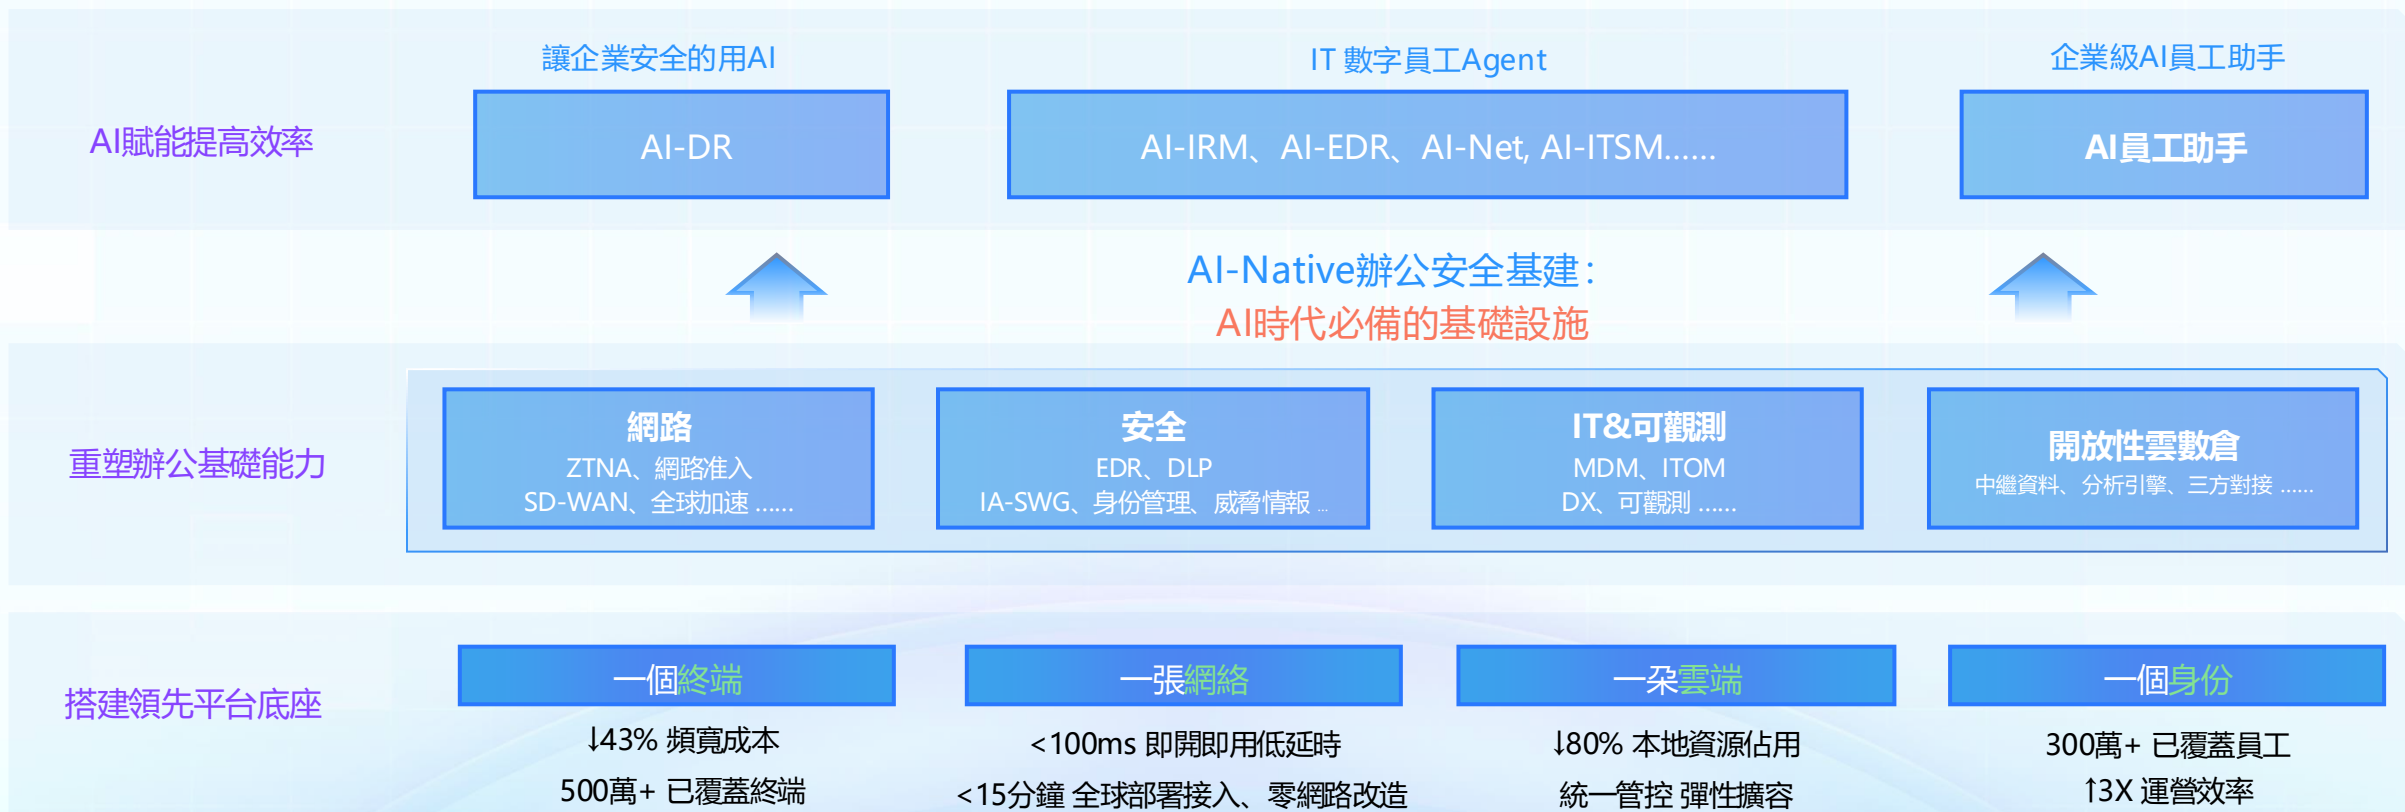 讓企業安全的用AI
IT 數字員工Agent
企業級AI員工助手
AI賦能提高效率
AI-DR
AI-IRM、AI-EDR、AI-Net, AI-ITSM……
AI員工助手
AI-Native辦公安全基建：
AI時代必備的基礎設施
重塑辦公基礎能力
網路
ZTNA、網路准入
SD-WAN、全球加速 ……
安全
EDR、DLP
IA-SWG、身份管理、威脅情報 ...
IT&可觀測
MDM、ITOM
DX、可觀測 ……
開放性雲數倉
中繼資料、分析引擎、三方對接 ……
搭建領先平台底座
一個終端
↓43% 頻寬成本
500萬+ 已覆蓋終端
一張網絡
<100ms 即開即用低延時
<15分鐘 全球部署接入、零網路改造
一朵雲端
↓80% 本地資源佔用
統一管控 彈性擴容
一個身份
300萬+ 已覆蓋員工
↑3X 運營效率